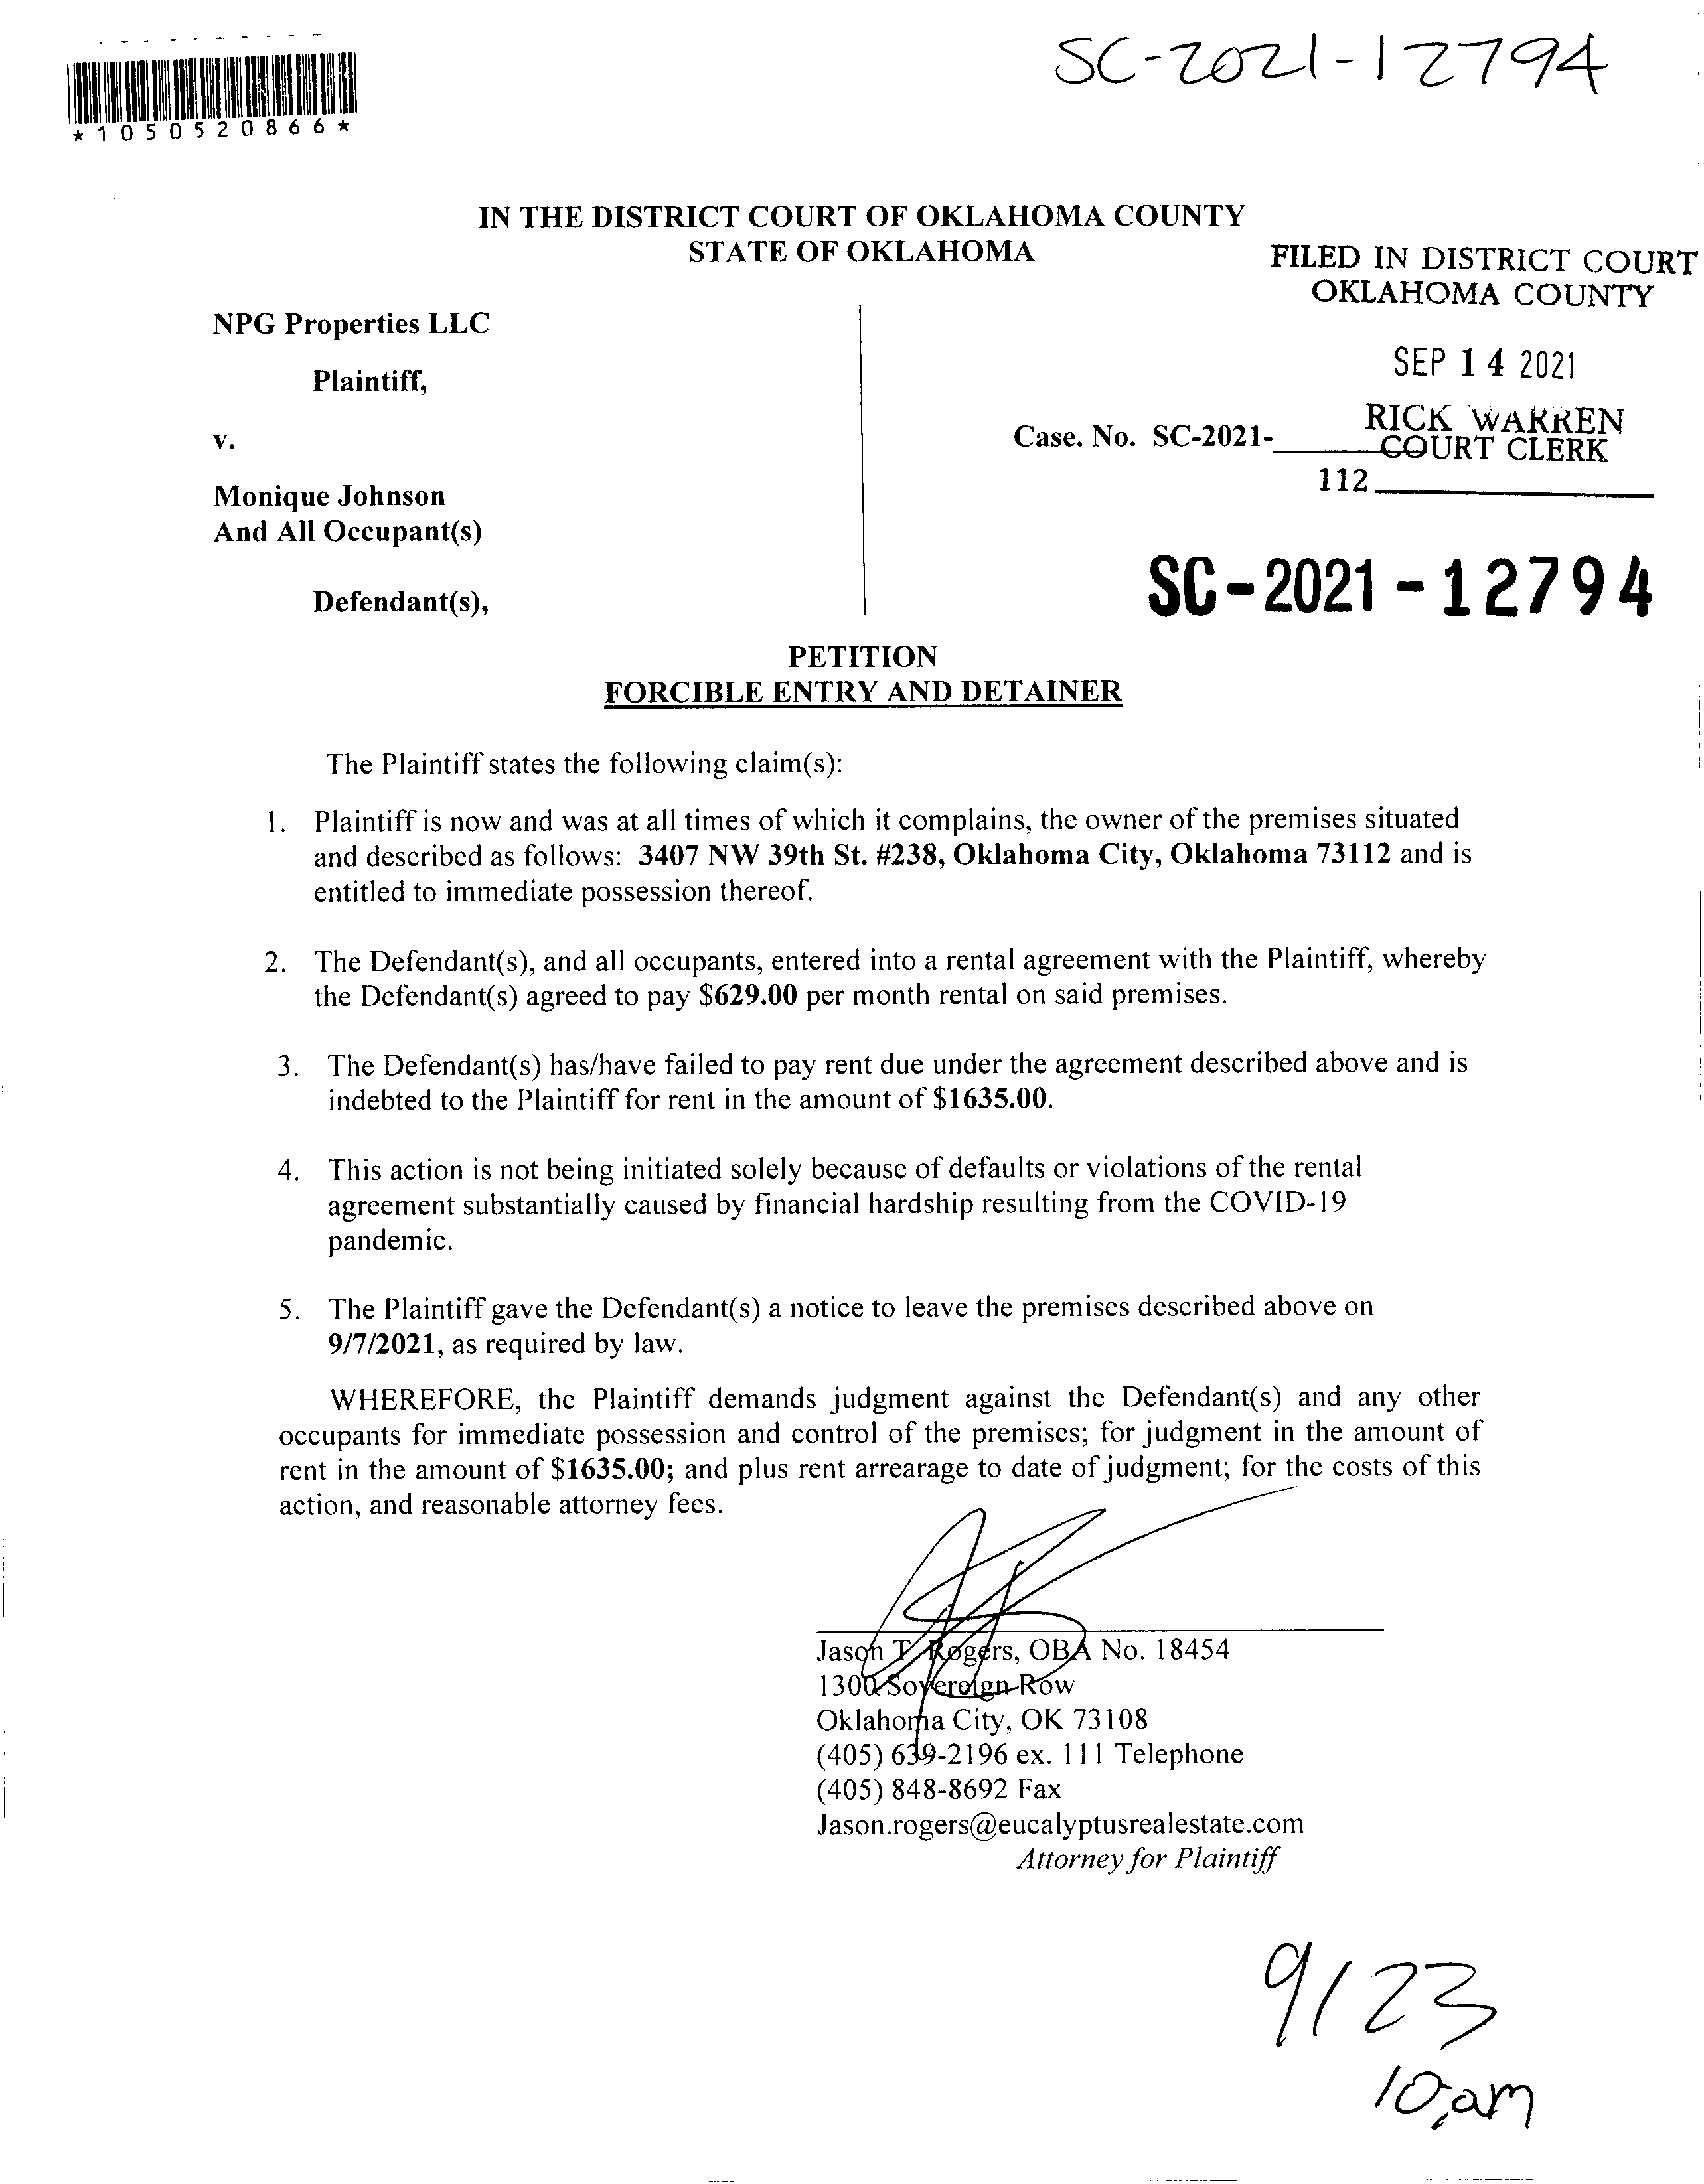 SC-2021-12794
*1050520866*
IN THE DISTRICT COURT OF OKLAHOMA COUNTY
STATE OF OKLAHOMA
FILED IN DISTRICT COURT
OKLAHOMA COUNTY
NPG Properties LLC
SEP 14 2021
Plaintiff,
RICK WARREN
v.
Case. No. SC-2021-
COURT CLERK
112
Monique Johnson
And All Occupant(s)
SC-2021-12794
Defendant(s),
PETITION
FORCIBLE ENTRY AND DETAINER
The Plaintiff states the following claim(s):
1. Plaintiff is now and was at all times of which it complains, the owner of the premises situated
and described as follows: 3407 NW 39th St. #238, Oklahoma City, Oklahoma 73112 and is
entitled to immediate possession thereof.
2. The Defendant(s), and all occupants, entered into a rental agreement with the Plaintiff, whereby
the Defendant(s) agreed to pay $629.00 per month rental on said premises.
3. The Defendant(s) has/have failed to pay rent due under the agreement described above and is
indebted to the Plaintiff for rent in the amount of $1635.00.
4. This action is not being initiated solely because of defaults or violations of the rental
agreement substantially caused by financial hardship resulting from the COVID-19
pandemic.
5. The Plaintiff gave the Defendant(s) a notice to leave the premises described above on
9/7/2021, as required by law.
WHEREFORE, the Plaintiff demands judgment against the Defendant(s) and any other
occupants for immediate possession and control of the premises; for judgment in the amount of
rent in the amount of $1635.00; and plus rent arrearage to date of judgment; for the costs of this
action, and reasonable attorney fees.
Jason T. Rogers, OBA No. 18454
1300 Sovereign Row
Oklahoma City, OK 73108
(405) 639-2196 ex. 111 Telephone
(405) 848-8692 Fax
Jason.rogers@eucalyptusrealestate.com
Attorney for Plaintiff
9/23
10am